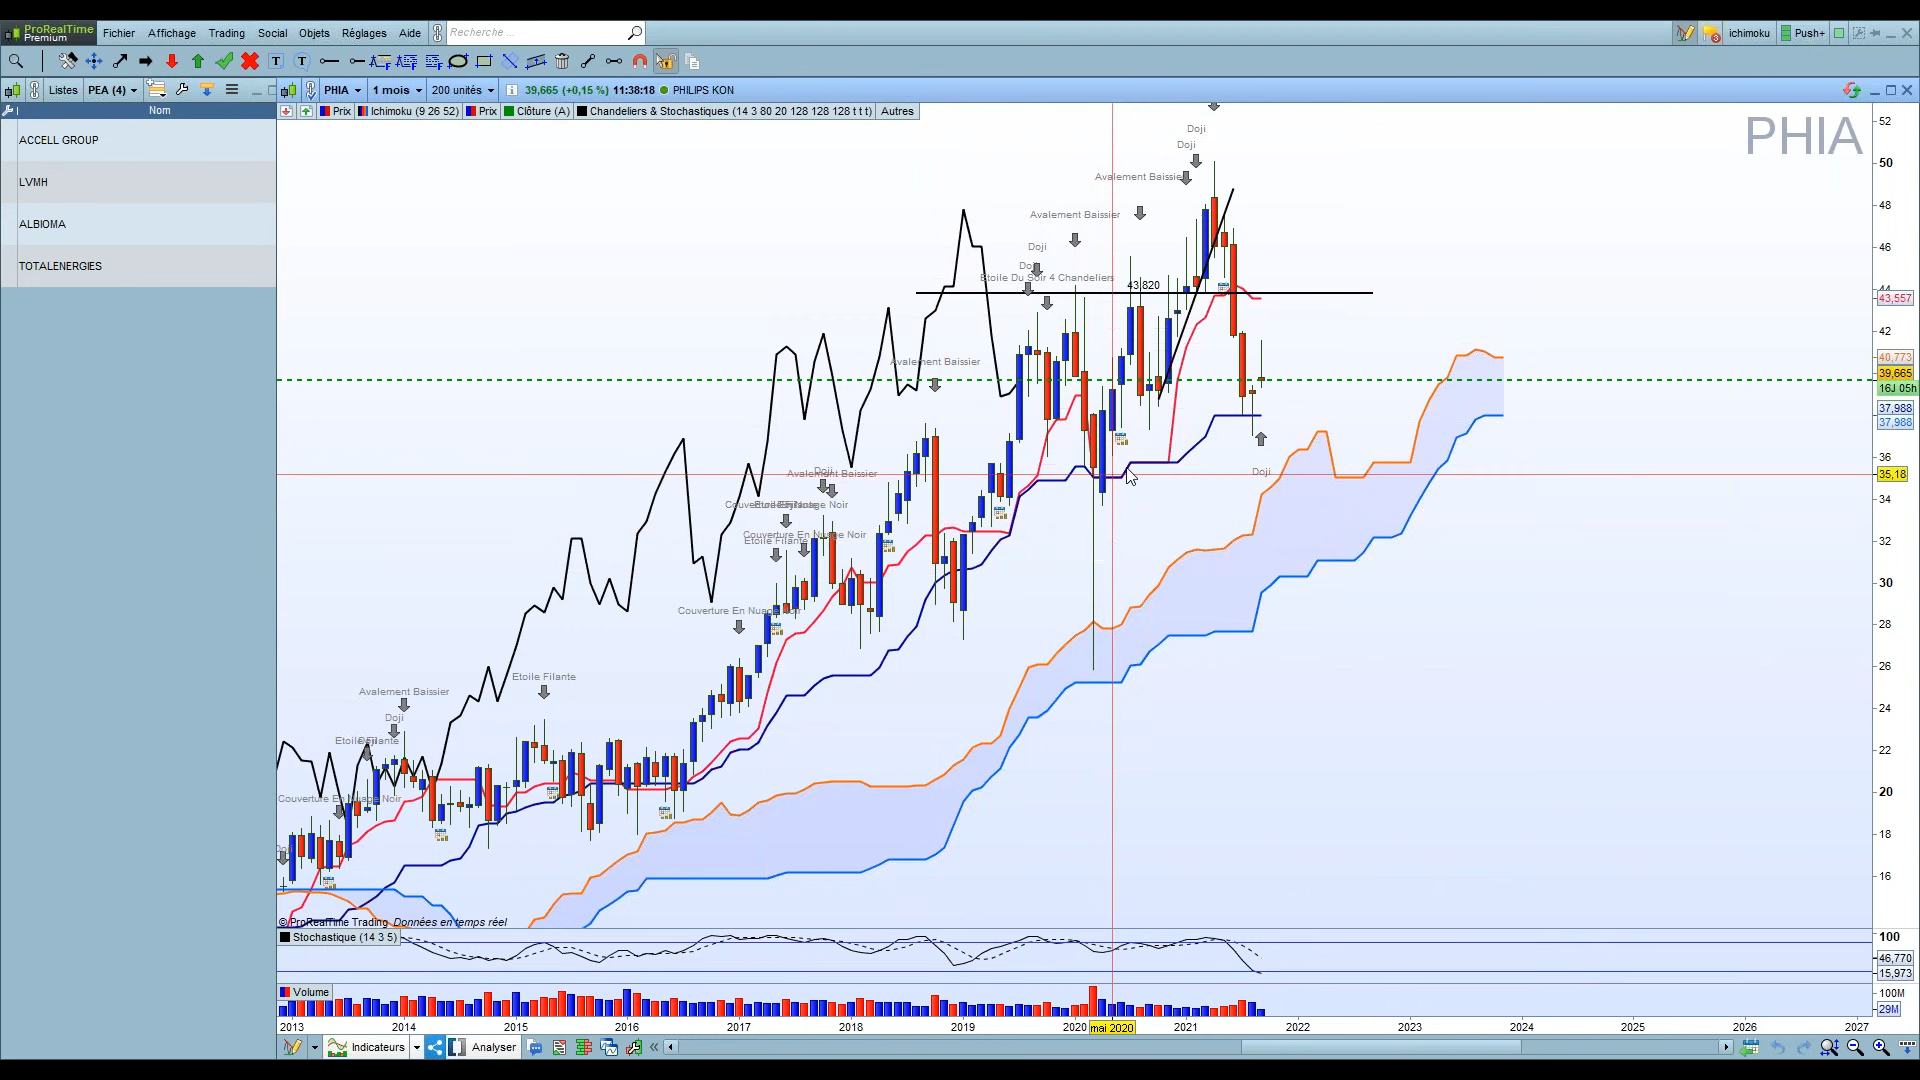 ProRealTime
Premium
Fichier Affichage Trading Social Objets Réglages Aide Recherche ... 3 ichimoku Push+
Listes PEA (4) PHIA 1 mois 200 unités 39,665 (+0,15 %) 11:38:18 PHILIPS KON
Nom
Prix Ichimoku (9 26 52) Prix Clôture (A) Chandeliers & Stochastiques (14 3 80 20 128 128 128 t t t) Autres
ACCELL GROUP
LVMH
ALBIOMA
TOTALENERGIES
PHIA
Doji
Doji
Avalement Baissier
Avalement Baissier
Doji
Etoile Du Soir 4 Chandeliers
43,820
Avalement Baissier
Doji
Avalement Baissier
Doji
Couverture En Nuage Noir
Etoile Filante
Couverture En Nuage Noir
Etoile Filante
Avalement Baissier
Doji
Couverture En Nuage Noir
52
50
48
46
44
43,557
42
40,773
39,665
16J 05h
37,988
37,988
36
35,18
34
32
30
28
26
24
22
20
18
16
© ProRealTime Trading Données en temps réel
Stochastique (14 3 5)
100
46,770
15,973
Volume
100M
29M
2013 2014 2015 2016 2017 2018 2019 2020 mai 2020 2021 2022 2023 2024 2025 2026 2027
Indicateurs Analyser